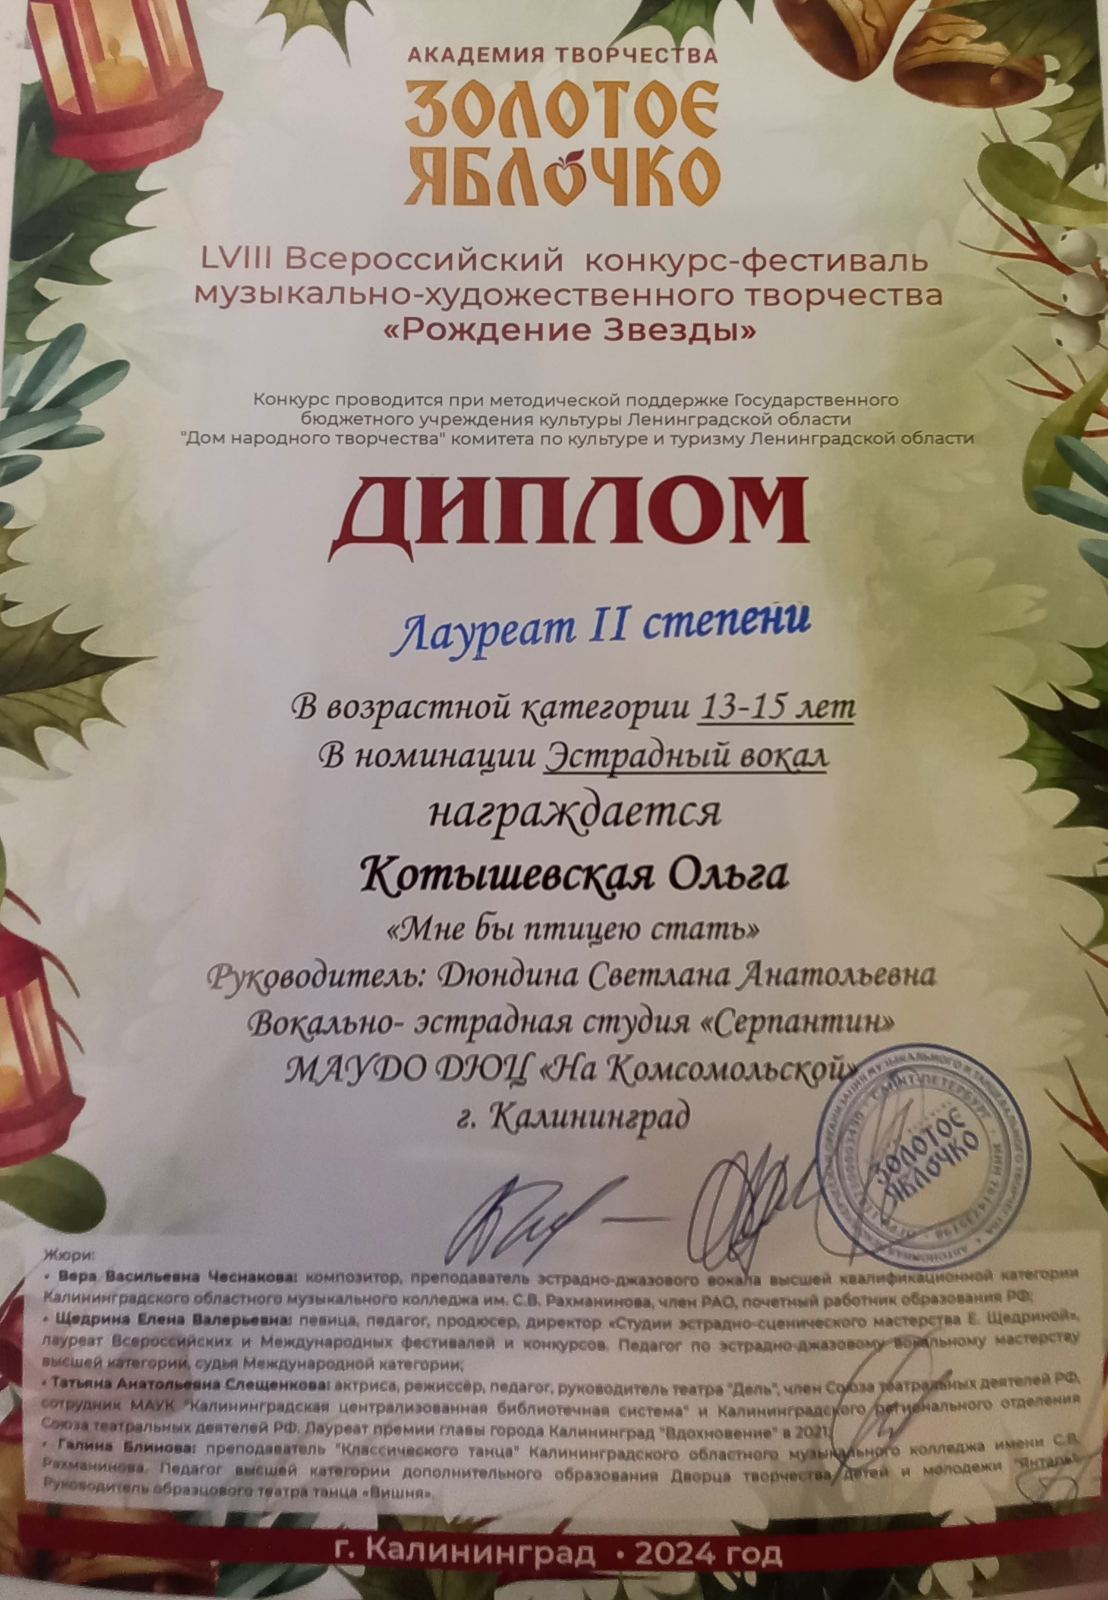 АКАДЕМИЯ ТВОРЧЕСТВА
ЗОЛОТОЕ
ЯБЛОЧКО
LVIII Всероссийский конкурс-фестиваль
музыкально-художественного творчества
«Рождение Звезды»
Конкурс проводится при методической поддержке Государственного
бюджетного учреждения культуры Ленинградской области
"Дом народного творчества" комитета по культуре и туризму Ленинградской области
ДИПЛОМ
Лауреат II степени
В возрастной категории 13-15 лет
В номинации Эстрадный вокал
награждается
Котышевская Ольга
«Мне бы птицею стать»
Руководитель: Дюндина Светлана Анатольевна
Вокально- эстрадная студия «Серпантин»
МАУДО ДЮЦ «На Комсомольской»
г. Калининград
САНКТ-ПЕТЕРБУРГ
ЗОЛОТОЕ
ЯБЛОЧКО
Жюри:
• Вера Васильевна Чеснакова: композитор, преподаватель эстрадно-джазового вокала высшей квалификационной категории
Калининградского областного музыкального колледжа им. С.В. Рахманинова, член РАО, почетный работник образования РФ;
• Щедрина Елена Валерьевна: певица, педагог, продюсер, директор «Студии эстрадно-сценического мастерства Е. Щедриной»,
лауреат Всероссийских и Международных фестивалей и конкурсов. Педагог по эстрадно-джазовому вокальному мастерству
высшей категории, судья Международной категории;
• Татьяна Анатольевна Слещенкова: актриса, режиссёр, педагог, руководитель театра "Дель", член Союза театральных деятелей РФ,
сотрудник МАУК "Калининградская централизованная библиотечная система" и Калининградского регионального отделения
Союза театральных деятелей РФ. Лауреат премии главы города Калининград "Вдохновение" в 2021;
• Галина Блинова: преподаватель "Классического танца" Калининградского областного музыкального колледжа имени С.В.
Рахманинова. Педагог высшей категории дополнительного образования Дворца творчества детей и молодежи "Янтарь".
Руководитель образцового театра танца «Вишня».
г. Калининград • 2024 год